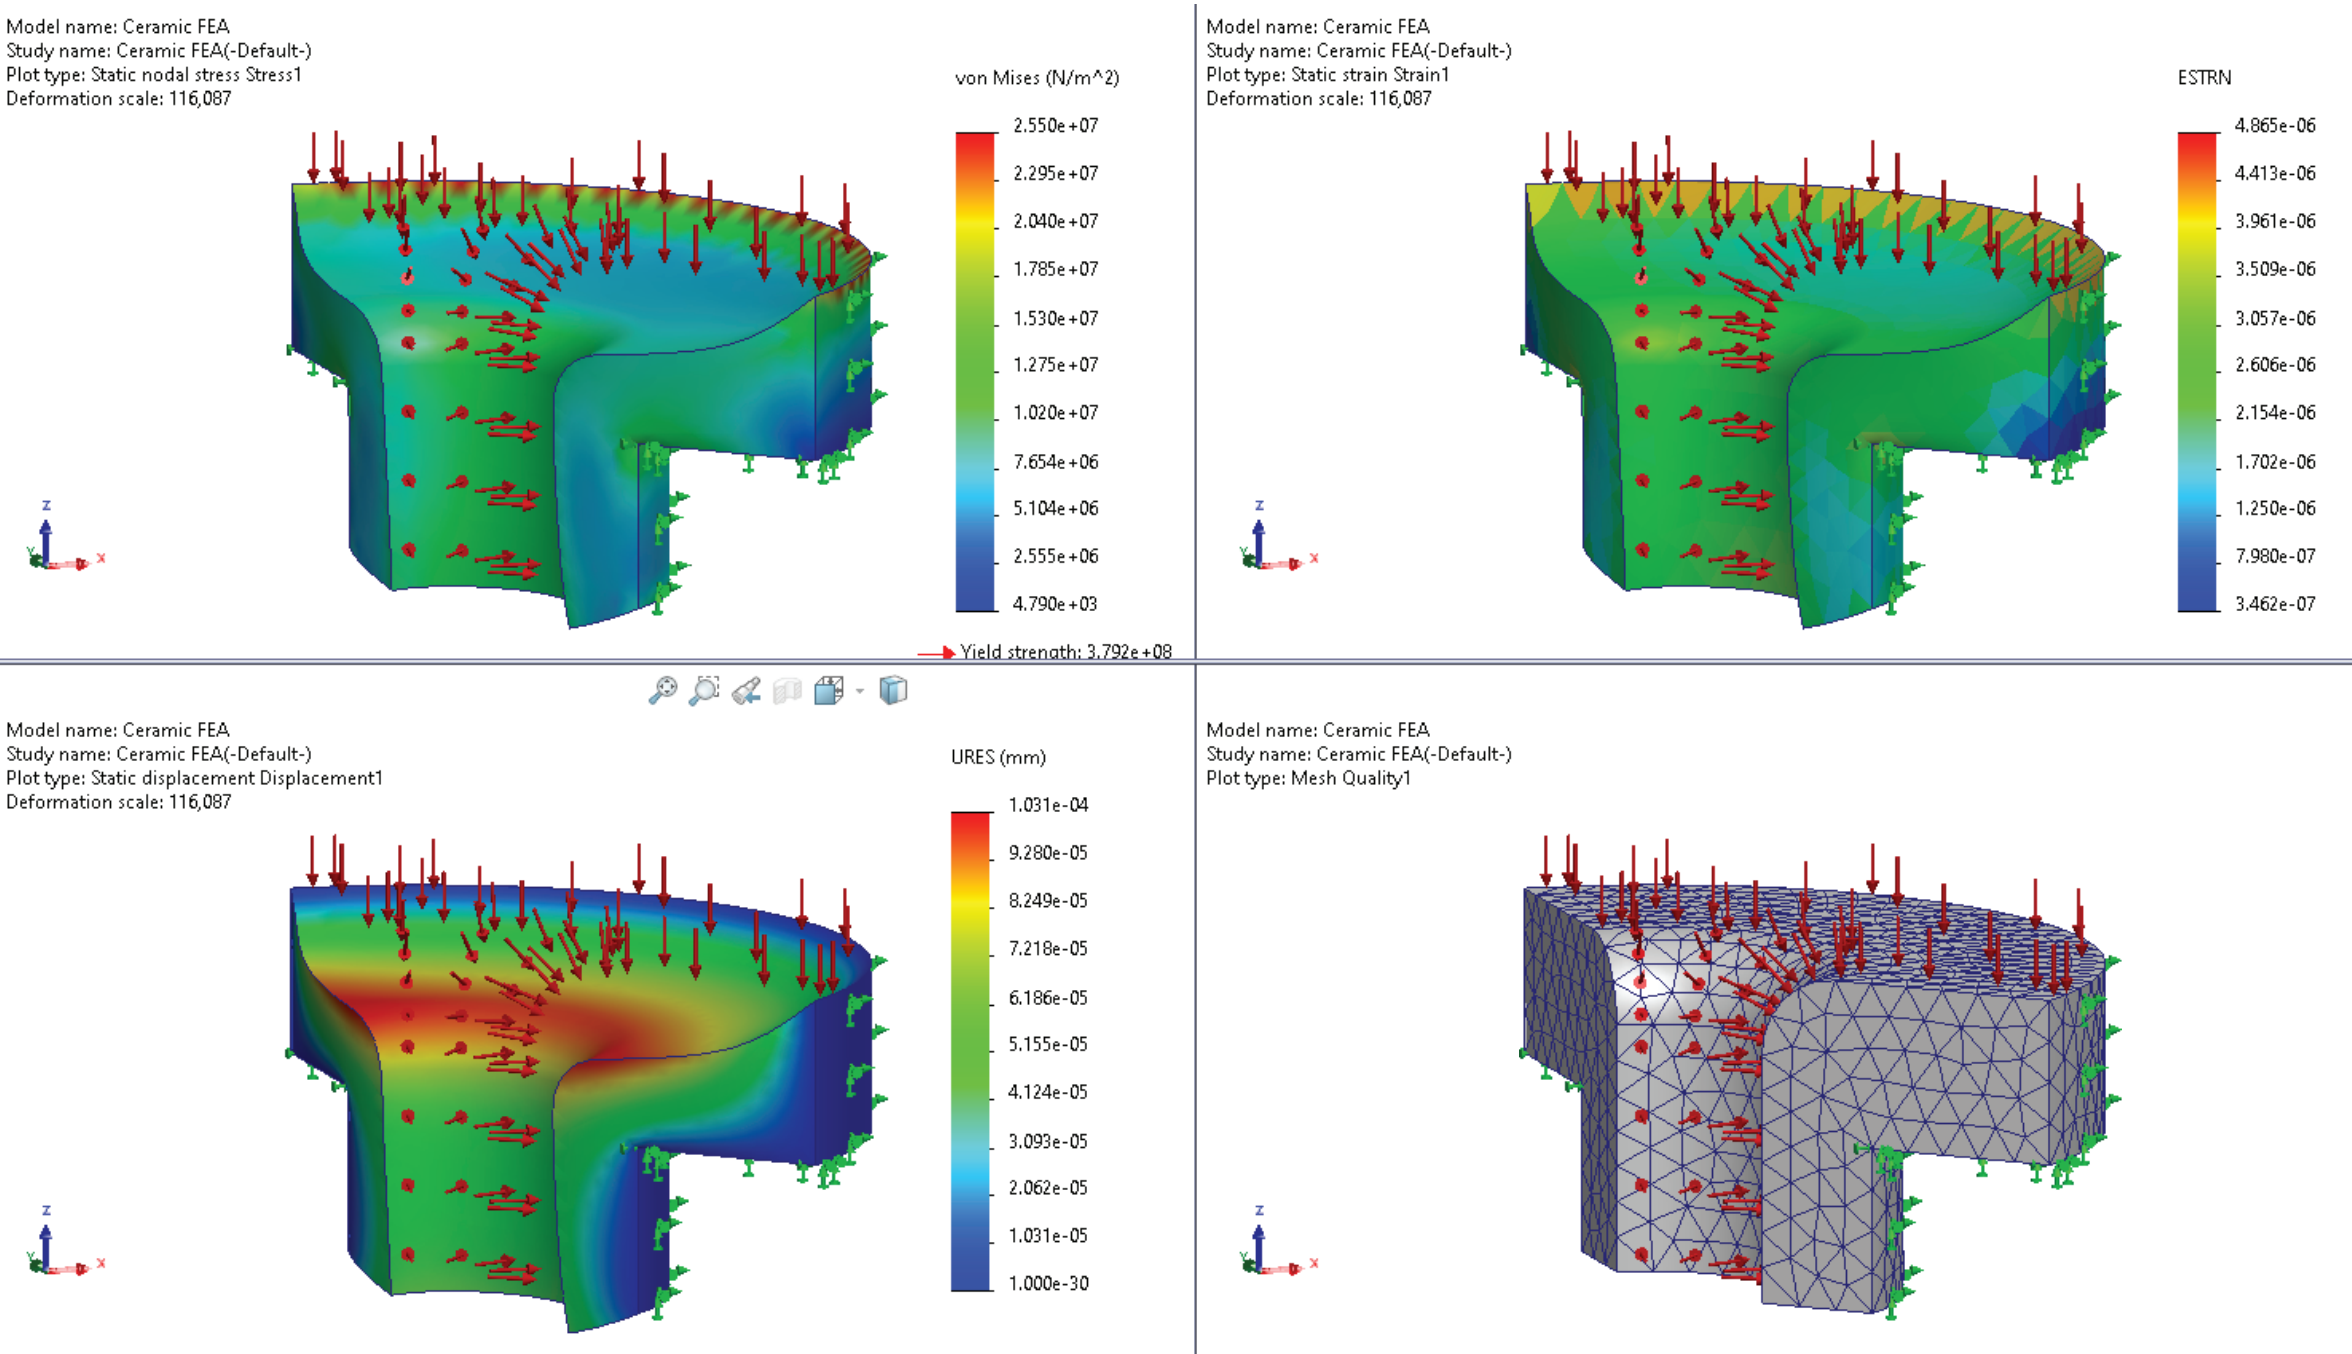 Model name: Ceramic FEA
Study name: Ceramic FEA(-Default-)
Plot type: Static nodal stress Stress1
Deformation scale: 116,087
von Mises (N/m^2)
2.550e+07
2.295e+07
2.040e+07
1.785e+07
1.530e+07
1.275e+07
1.020e+07
7.654e+06
5.104e+06
2.555e+06
4.790e+03
Yield strength: 3.792e+08
Z
Y
X
Model name: Ceramic FEA
Study name: Ceramic FEA(-Default-)
Plot type: Static strain Strain1
Deformation scale: 116,087
ESTRN
4.865e-06
4.413e-06
3.961e-06
3.509e-06
3.057e-06
2.606e-06
2.154e-06
1.702e-06
1.250e-06
7.980e-07
3.462e-07
Z
Y
X
Model name: Ceramic FEA
Study name: Ceramic FEA(-Default-)
Plot type: Static displacement Displacement1
Deformation scale: 116,087
URES (mm)
1.031e-04
9.280e-05
8.249e-05
7.218e-05
6.186e-05
5.155e-05
4.124e-05
3.093e-05
2.062e-05
1.031e-05
1.000e-30
Z
Y
X
Model name: Ceramic FEA
Study name: Ceramic FEA(-Default-)
Plot type: Mesh Quality1
Z
Y
X